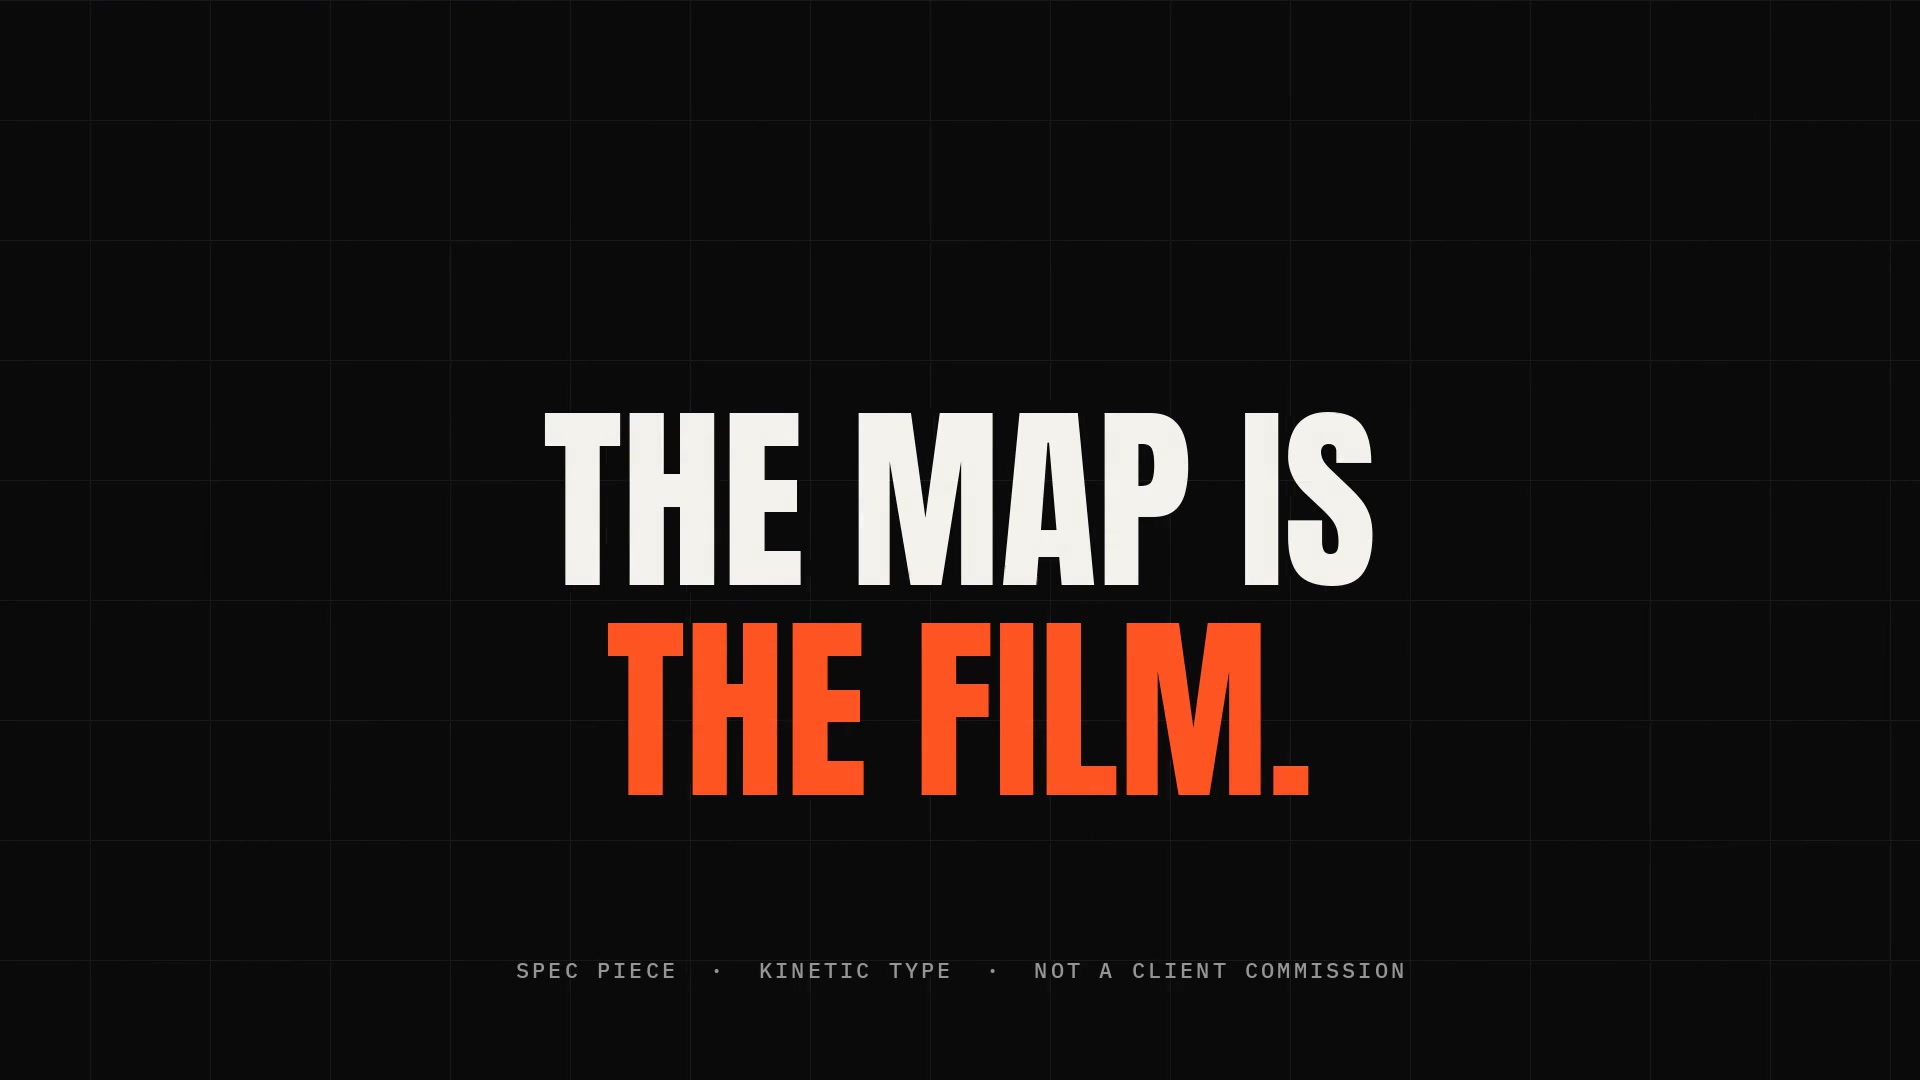 THE MAP IS
THE FILM.
SPEC PIECE · KINETIC TYPE · NOT A CLIENT COMMISSION